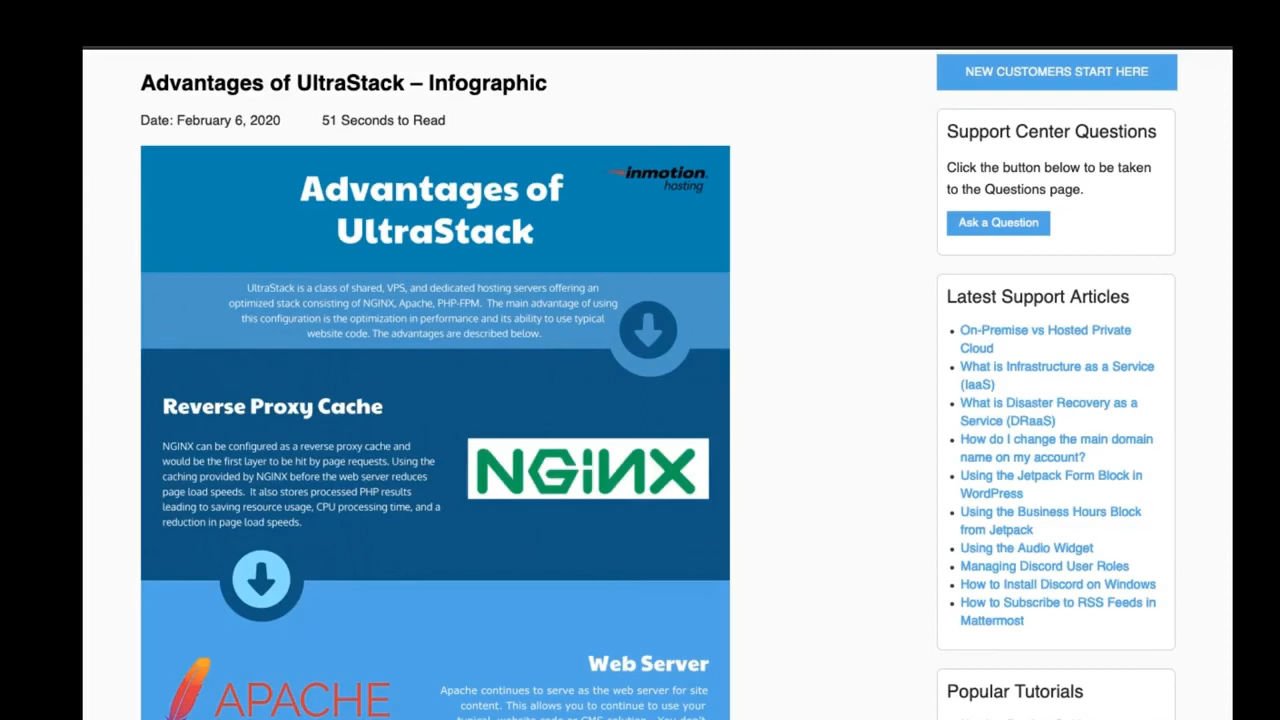 Advantages of UltraStack – Infographic
Date: February 6, 2020 51 Seconds to Read
inmotion
hosting
Advantages of
UltraStack
UltraStack is a class of shared, VPS, and dedicated hosting servers offering an
optimized stack consisting of NGINX, Apache, PHP-FPM. The main advantage of using
this configuration is the optimization in performance and its ability to use typical
website code. The advantages are described below.
Reverse Proxy Cache
NGINX can be configured as a reverse proxy cache and
would be the first layer to be hit by page requests. Using the
caching provided by NGINX before the web server reduces
page load speeds. It also stores processed PHP results
leading to saving resource usage, CPU processing time, and a
reduction in page load speeds.
NGINX
Web Server
APACHE
Apache continues to serve as the web server for site
content. This allows you to continue to use your
NEW CUSTOMERS START HERE
Support Center Questions
Click the button below to be taken
to the Questions page.
Ask a Question
Latest Support Articles
On-Premise vs Hosted Private
Cloud
What is Infrastructure as a Service
(IaaS)
What is Disaster Recovery as a
Service (DRaaS)
How do I change the main domain
name on my account?
Using the Jetpack Form Block in
WordPress
Using the Business Hours Block
from Jetpack
Using the Audio Widget
Managing Discord User Roles
How to Install Discord on Windows
How to Subscribe to RSS Feeds in
Mattermost
Popular Tutorials